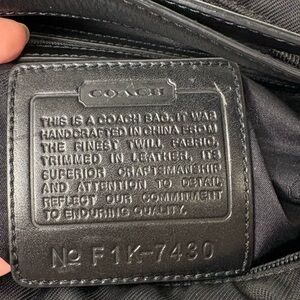 COACH
THIS IS A COACH BAG. IT WAS
HANDCRAFTED IN CHINA FROM
THE FINEST TWILL FABRIC,
TRIMMED IN LEATHER, ITS
SUPERIOR CRAFTSMANSHIP
AND ATTENTION TO DETAIL
REFLECT OUR COMMITMENT
TO ENDURING QUALITY.
№ F1K-7430